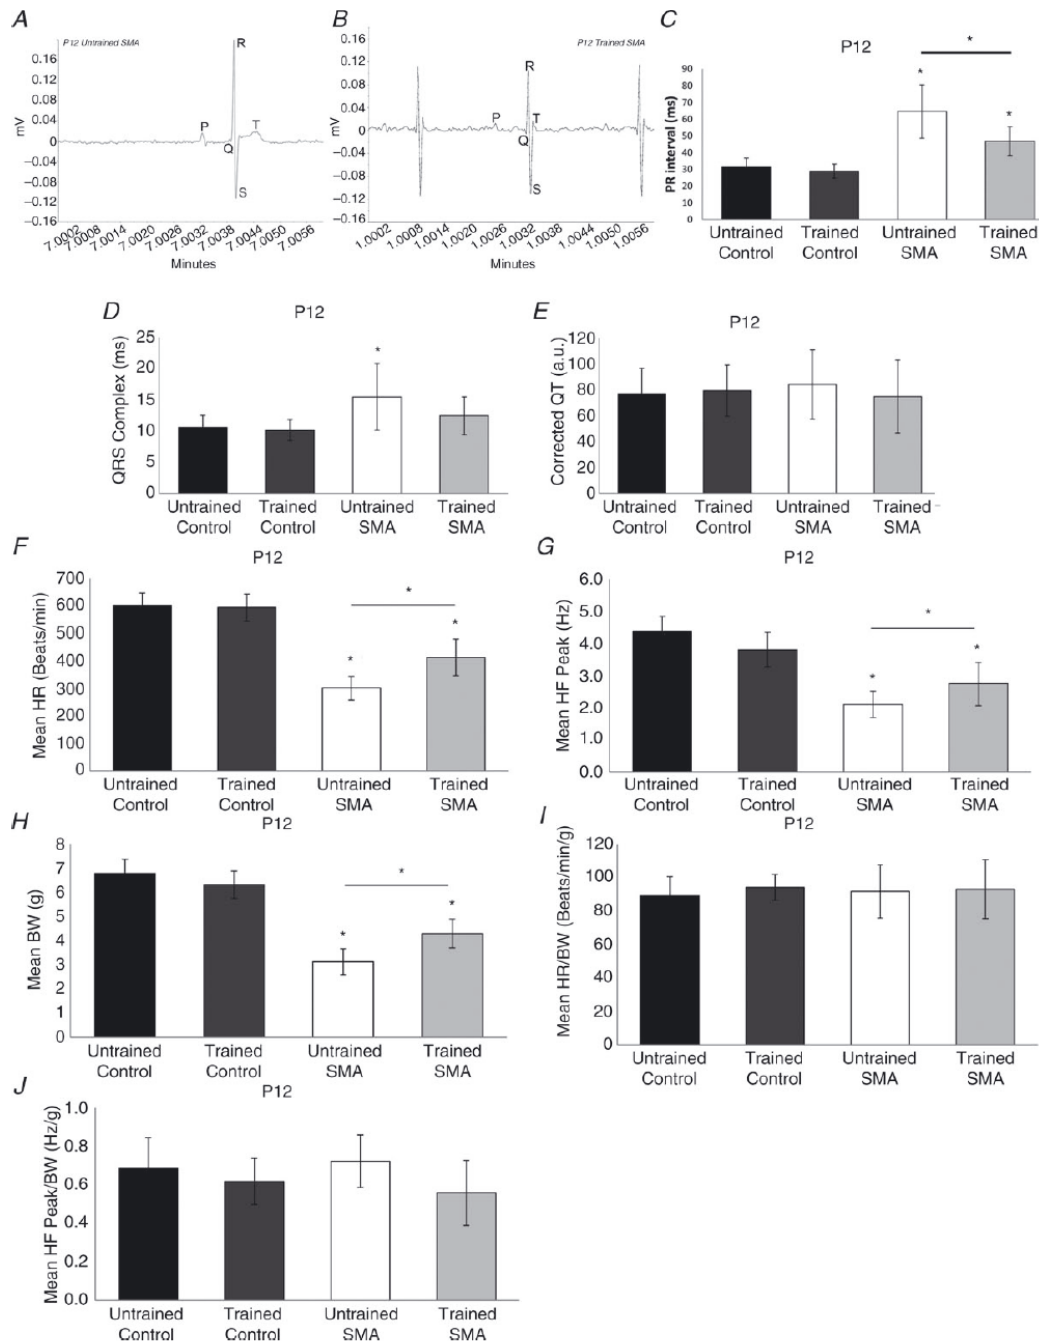 A
P12 Untrained SMA
0.16
0.12
0.08
0.04
0
−0.04
−0.08
−0.12
−0.16
mV
R
P
T
Q
S
7.0002
7.0008
7.0014
7.0020
7.0026
7.0032
7.0038
7.0044
7.0050
7.0056
Minutes
B
P12 Trained SMA
0.16
0.12
0.08
0.04
0
−0.04
−0.08
−0.12
−0.16
mV
R
P
T
Q
S
1.0002
1.0008
1.0014
1.0020
1.0026
1.0032
1.0038
1.0044
1.0050
1.0056
Minutes
C
P12
PR interval (ms)
90
80
70
60
50
40
30
20
10
0
*
*
*
Untrained Control
Trained Control
Untrained SMA
Trained SMA
D
P12
QRS Complex (ms)
25
20
15
10
5
0
*
Untrained Control
Trained Control
Untrained SMA
Trained SMA
E
P12
Corrected QT (a.u.)
120
100
80
60
40
20
0
Untrained Control
Trained Control
Untrained SMA
Trained SMA
F
P12
Mean HR (Beats/min)
700
600
500
400
300
200
100
0
*
*
*
Untrained Control
Trained Control
Untrained SMA
Trained SMA
G
P12
Mean HF Peak (Hz)
6.0
5.0
4.0
3.0
2.0
1.0
0.0
*
*
*
Untrained Control
Trained Control
Untrained SMA
Trained SMA
H
P12
Mean BW (g)
8
7
6
5
4
3
2
1
0
*
*
*
Untrained Control
Trained Control
Untrained SMA
Trained SMA
I
P12
Mean HR/BW (Beats/min/g)
120
100
80
60
40
20
0
Untrained Control
Trained Control
Untrained SMA
Trained SMA
J
P12
Mean HF Peak/BW (Hz/g)
1.0
0.8
0.6
0.4
0.2
0.0
Untrained Control
Trained Control
Untrained SMA
Trained SMA